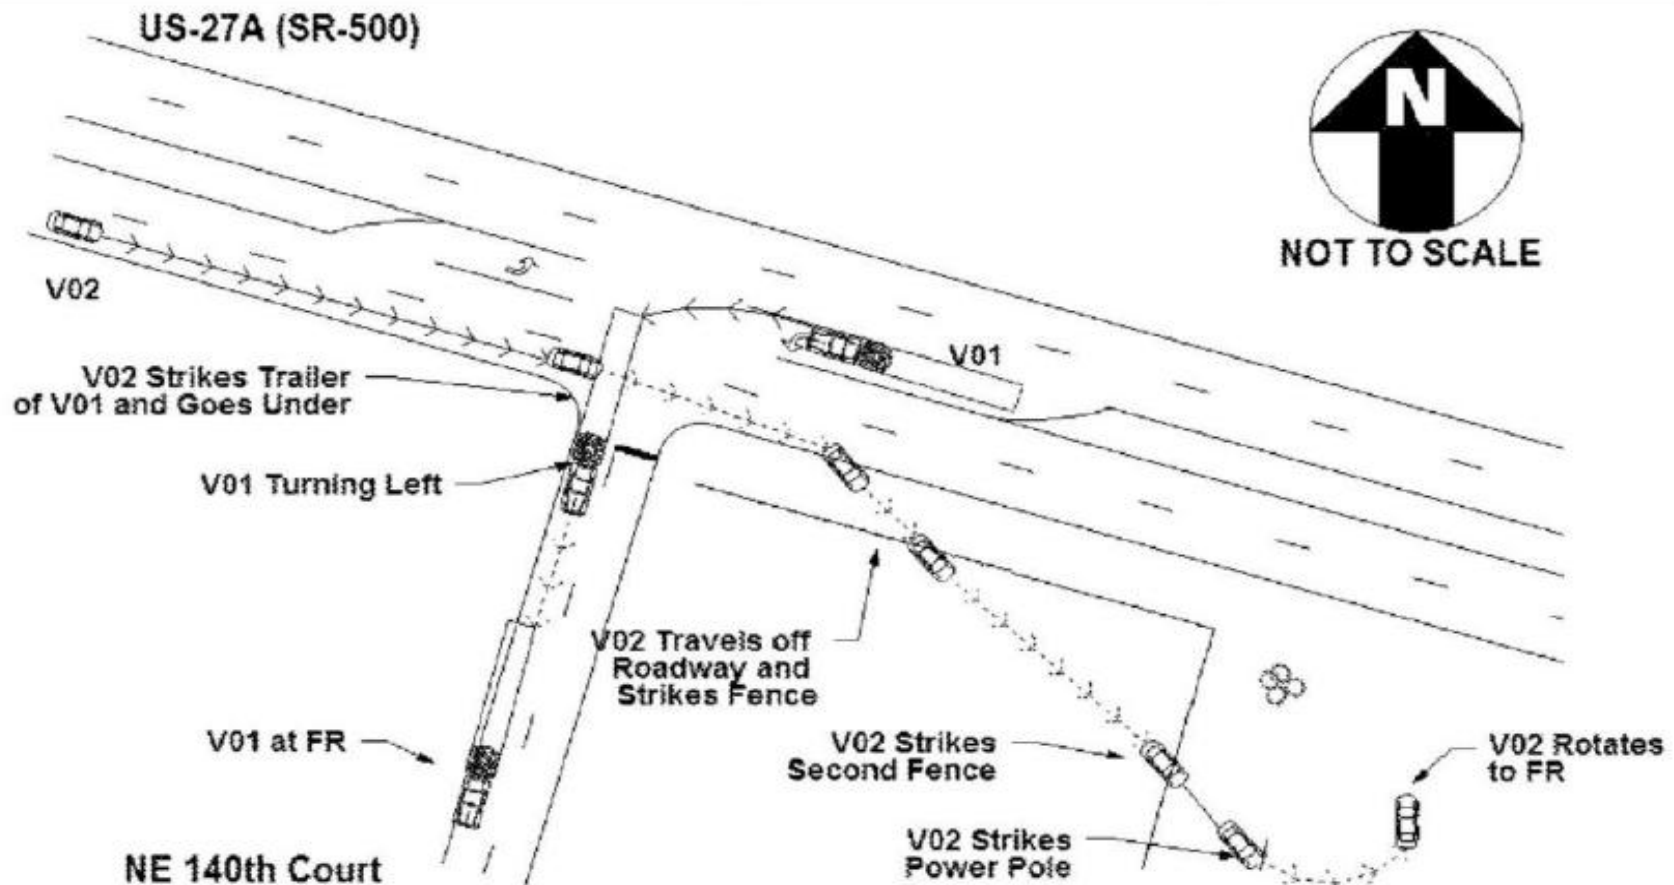 US-27A (SR-500)
N
NOT TO SCALE
V02
V01
V02 Strikes Trailer
of V01 and Goes Under
V01 Turning Left
V02 Travels off
Roadway and
Strikes Fence
V01 at FR
V02 Strikes
Second Fence
V02 Rotates
to FR
V02 Strikes
Power Pole
NE 140th Court